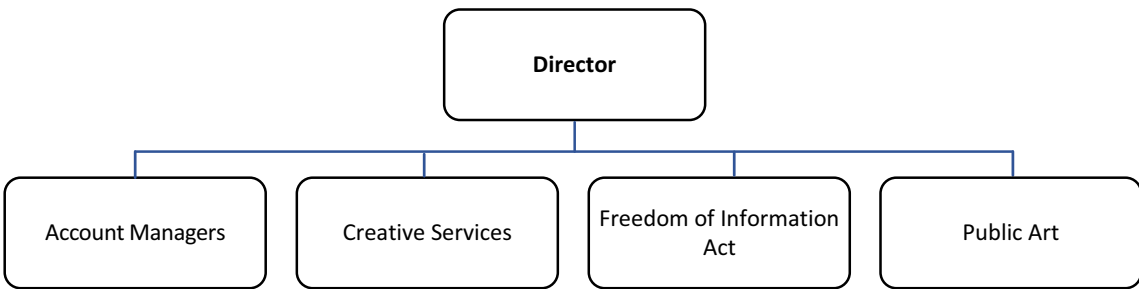 Director
Account Managers
Creative Services
Freedom of Information
Act
Public Art